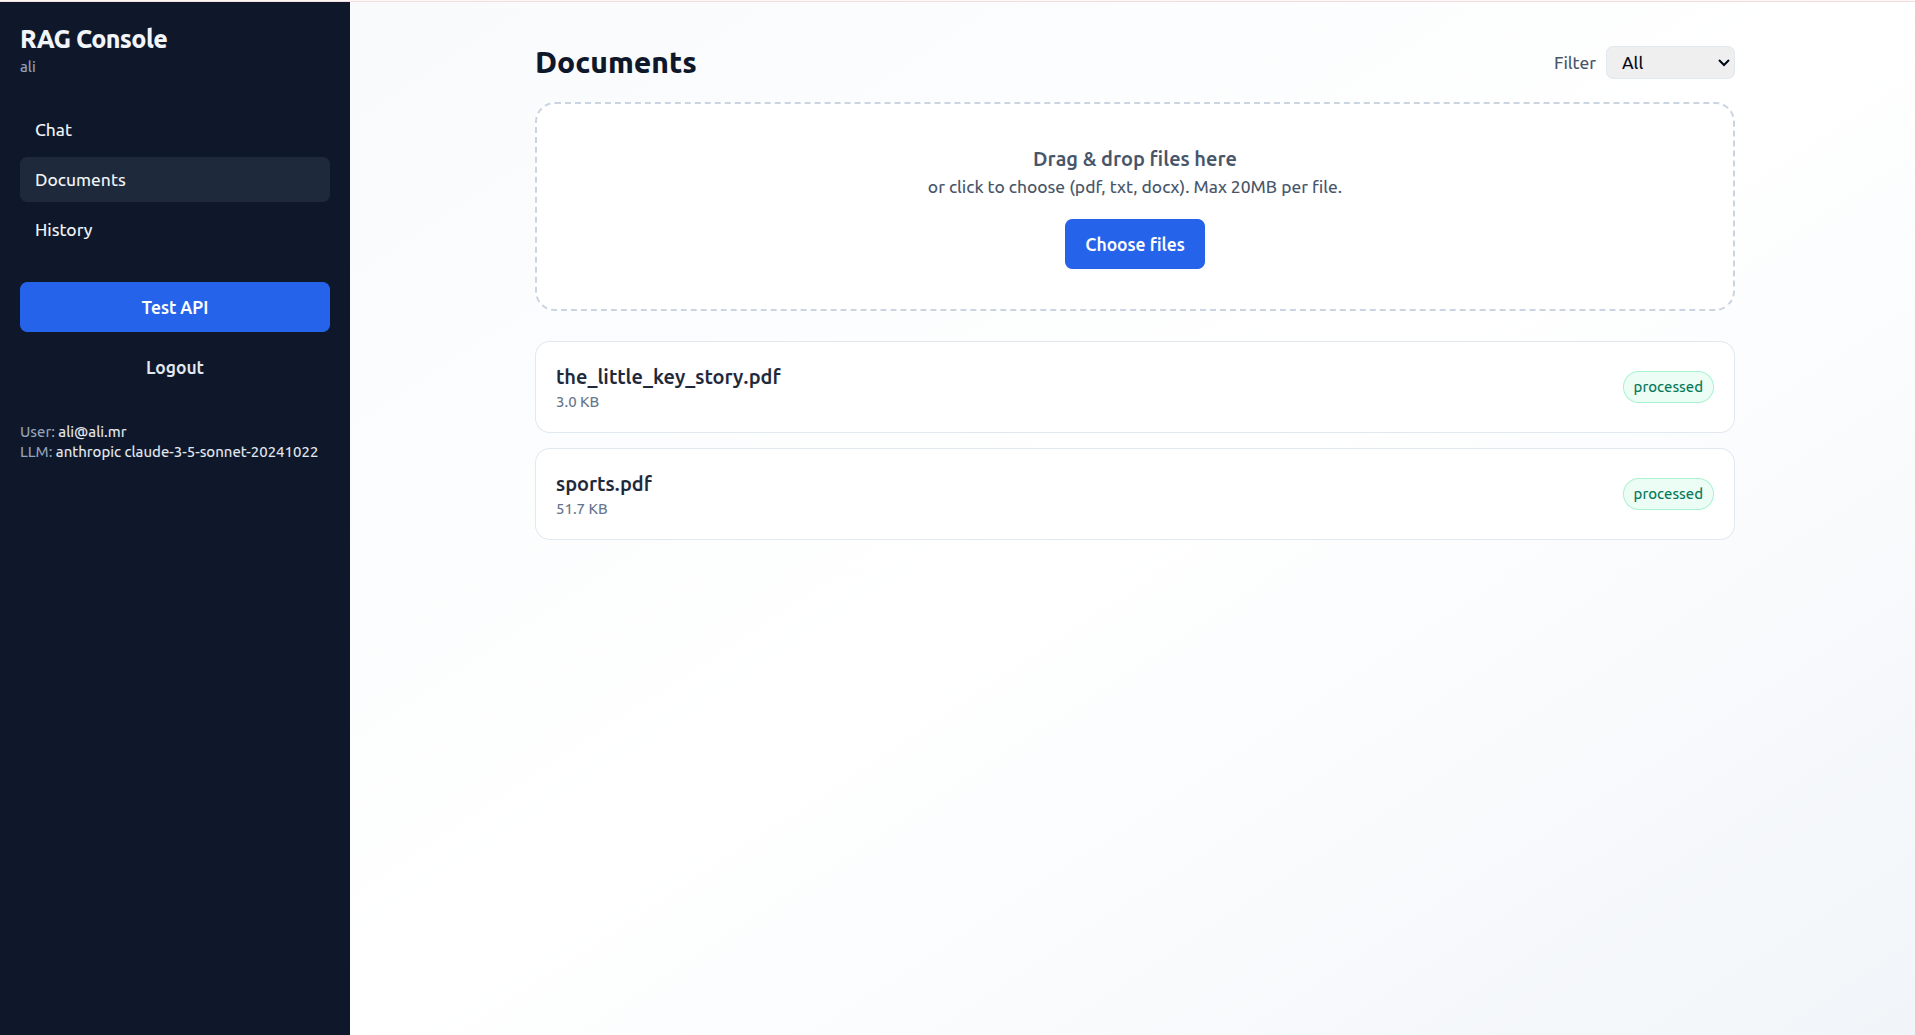 RAG Console
ali
Chat
Documents
History
Test API
Logout
User: ali@ali.mr
LLM: anthropic claude-3-5-sonnet-20241022
Documents
Filter
All
Drag & drop files here
or click to choose (pdf, txt, docx). Max 20MB per file.
Choose files
the_little_key_story.pdf
3.0 KB
processed
sports.pdf
51.7 KB
processed